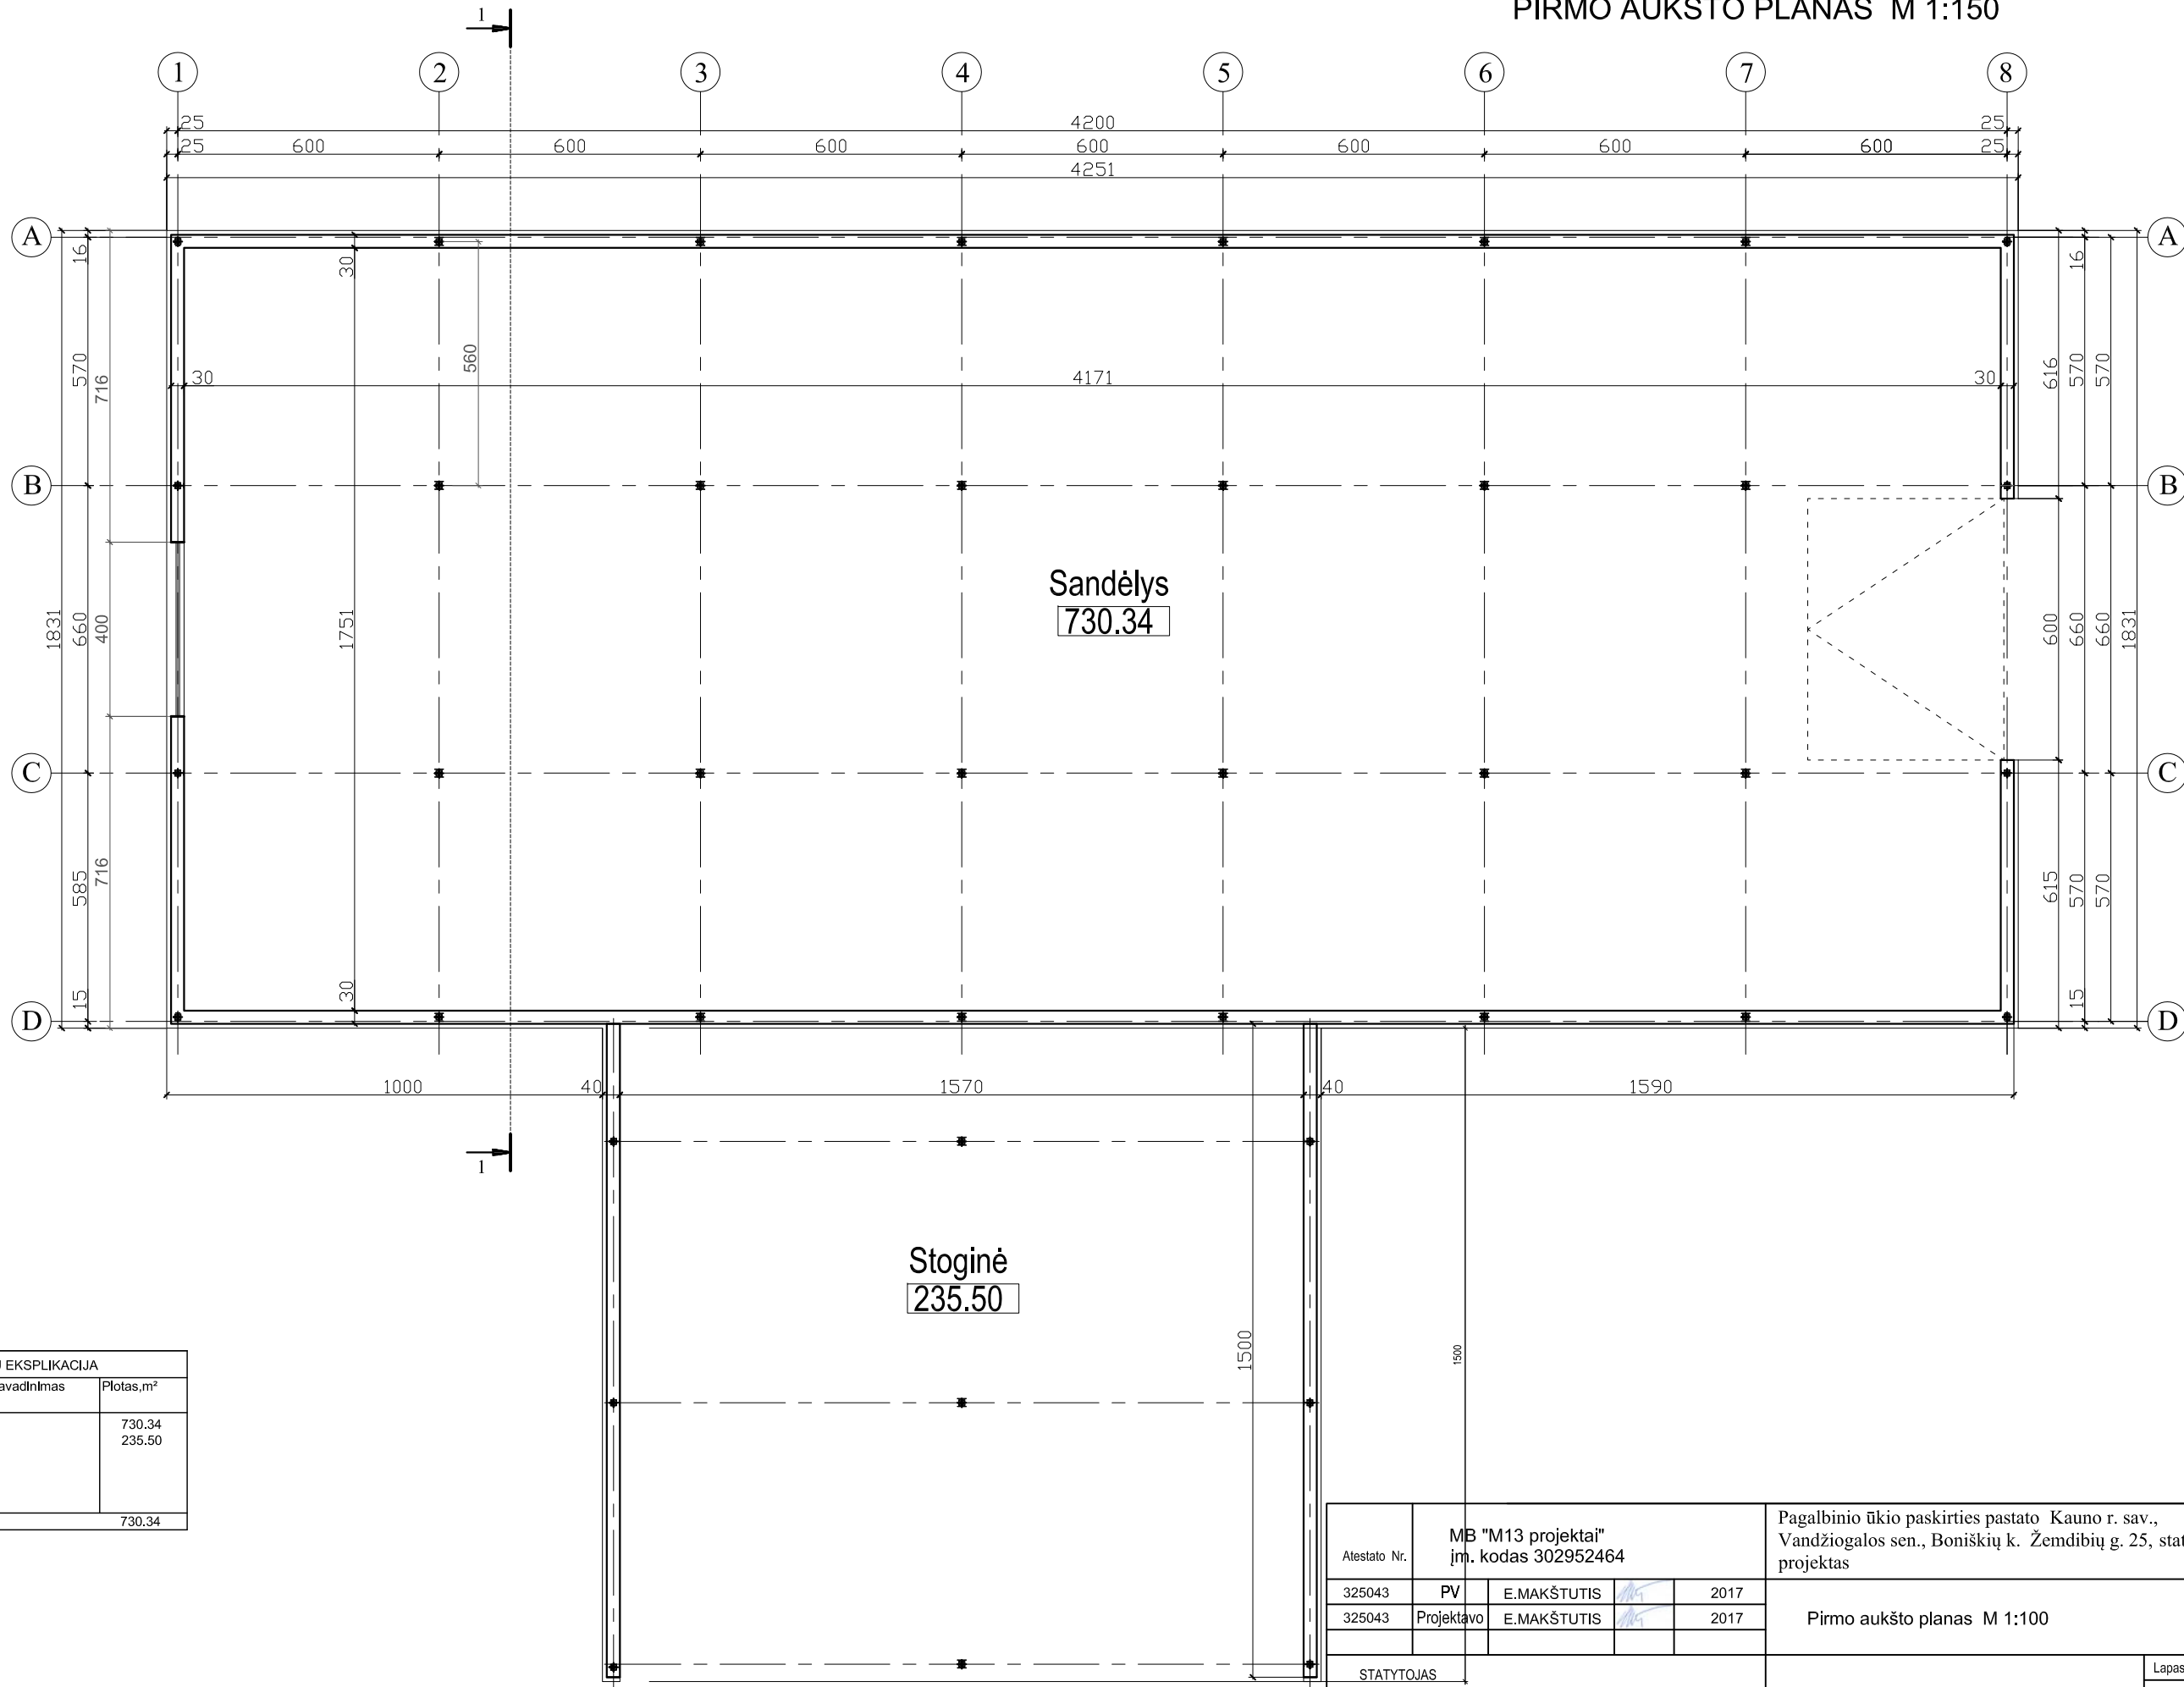 PIRMO AUKŠTO PLANAS M 1:150
1
1 2 3 4 5 6 7 8
25 4200 25
25 600 600 600 600 600 600 600 25
4251
A A
16 30 16
570 716 560 616 570 570
30 4171 30
B B
Sandėlys
730.34
1831 660 400 1751 600 660 660 1831
C C
585 716 615 570 570
15 30 15
D D
1000 40 1570 40 1590
1
Stoginė
235.50
1500 1500
EKSPLIKACIJA
Plotas,m²
730.34
235.50
730.34
Atestato Nr.
MB "M13 projektai"
įm. kodas 302952464
Pagalbinio ūkio paskirties pastato Kauno r. sav.,
Vandžiogalos sen., Boniškių k. Žemdibių g. 25, stat
projektas
325043 PV E.MAKŠTUTIS 2017
325043 Projektavo E.MAKŠTUTIS 2017
Pirmo aukšto planas M 1:100
STATYTOJAS
Lapas